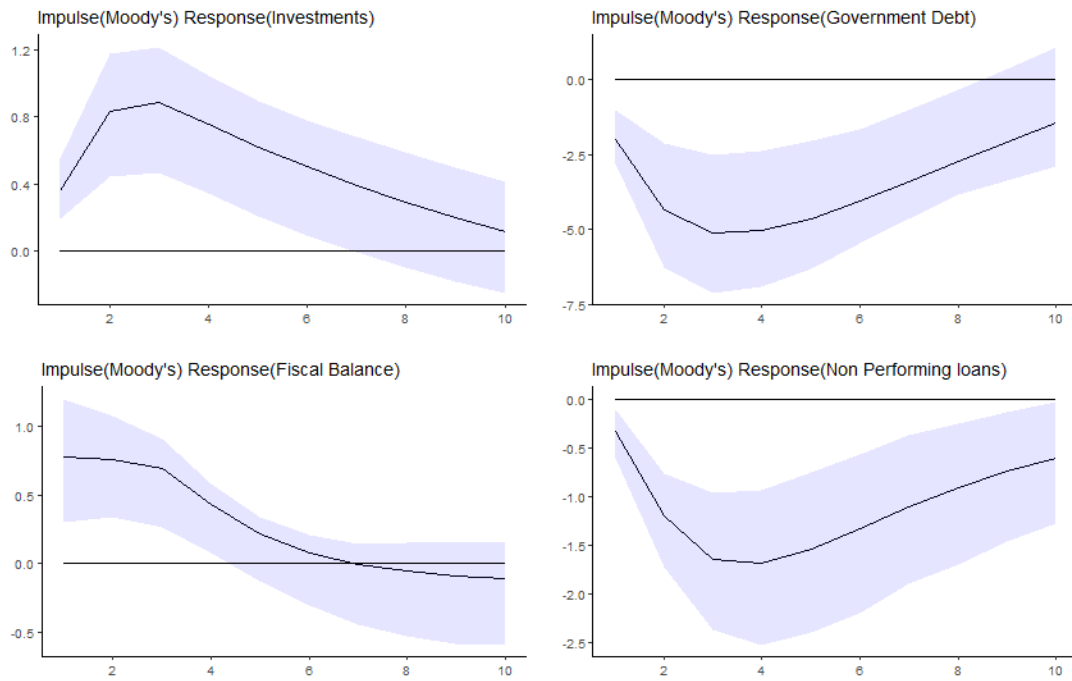 Impulse(Moody's) Response(Investments)
1.2
0.8
0.4
0.0
2 4 6 8 10
Impulse(Moody's) Response(Government Debt)
0.0
-2.5
-5.0
-7.5
2 4 6 8 10
Impulse(Moody's) Response(Fiscal Balance)
1.0
0.5
0.0
-0.5
2 4 6 8 10
Impulse(Moody's) Response(Non Performing loans)
0.0
-0.5
-1.0
-1.5
-2.0
-2.5
2 4 6 8 10